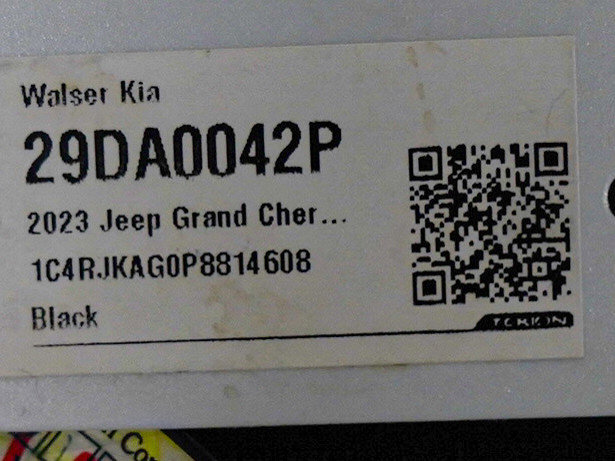 Walser Kia
29DA0042P
2023 Jeep Grand Cher...
1C4RJKAG0P8814608
Black